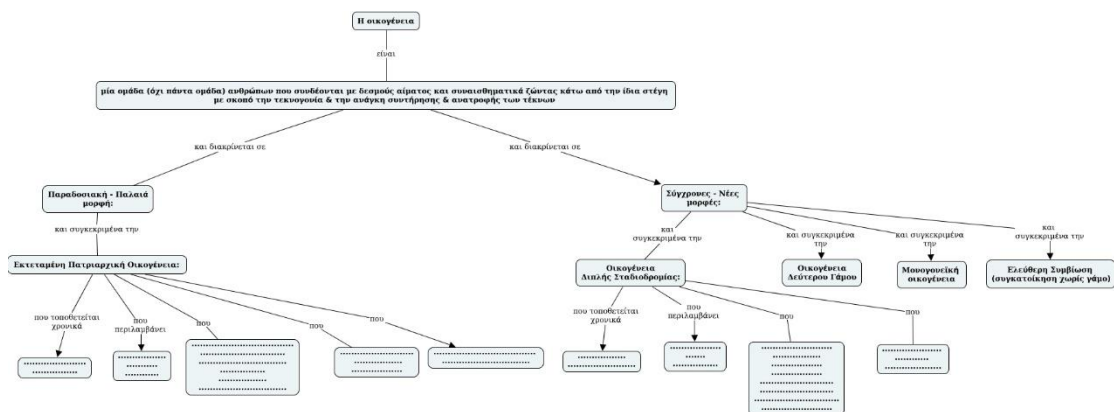 Η οικογένεια
είναι
μία ομάδα (όχι πάντα ομάδα) ανθρώπων που συνδέονται με δεσμούς αίματος και συναισθηματικά ζώντας κάτω από την ίδια στέγη
με σκοπό την τεκνογονία & την ανάγκη συντήρησης & ανατροφής των τέκνων
και διακρίνεται σε
και διακρίνεται σε
Παραδοσιακή - Παλαιά
μορφή:
Σύγχρονες - Νέες
μορφές:
και συγκεκριμένα την
και
συγκεκριμένα την
και συγκεκριμένα
την
και συγκεκριμένα
την
και
συγκεκριμένα την
Εκτεταμένη Πατριαρχική Οικογένεια:
Οικογένεια
Διπλής Σταδιοδρομίας:
Οικογένεια
Δεύτερου Γάμου
Μονογονεϊκή
οικογένεια
Ελεύθερη Συμβίωση
(συγκατοίκηση χωρίς γάμο)
που τοποθετείται
χρονικά
που
περιλαμβάνει
που
που
που
που τοποθετείται
χρονικά
που
περιλαμβάνει
που
που